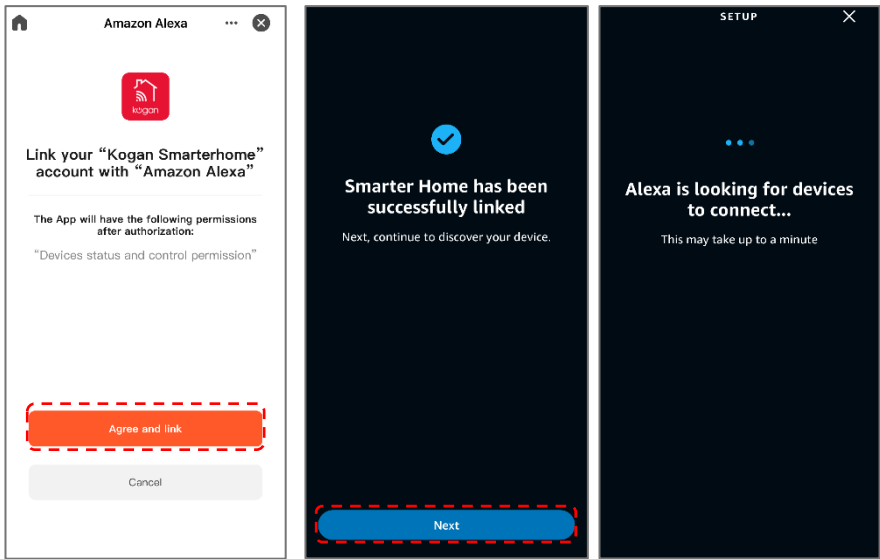 Amazon Alexa
kogan
Link your “Kogan Smarterhome”
account with “Amazon Alexa”
The App will have the following permissions
after authorization:
“Devices status and control permission”
Agree and link
Cancel
Smarter Home has been
successfully linked
Next, continue to discover your device.
Next
SETUP
Alexa is looking for devices
to connect...
This may take up to a minute